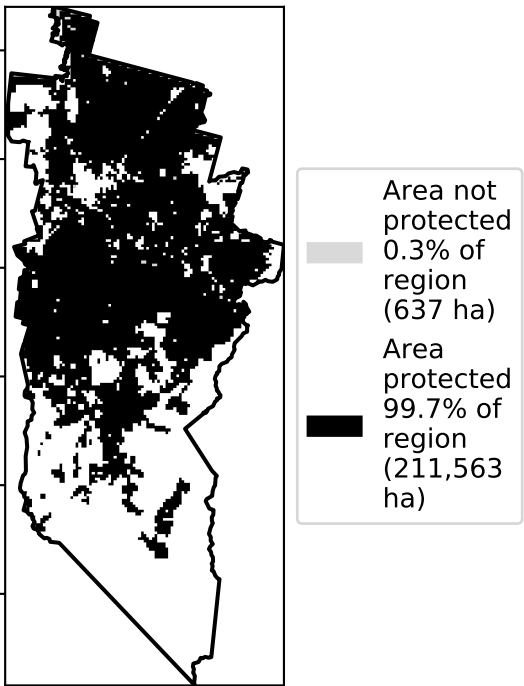 Area not
protected
0.3% of
region
(637 ha)
Area
protected
99.7% of
region
(211,563
ha)